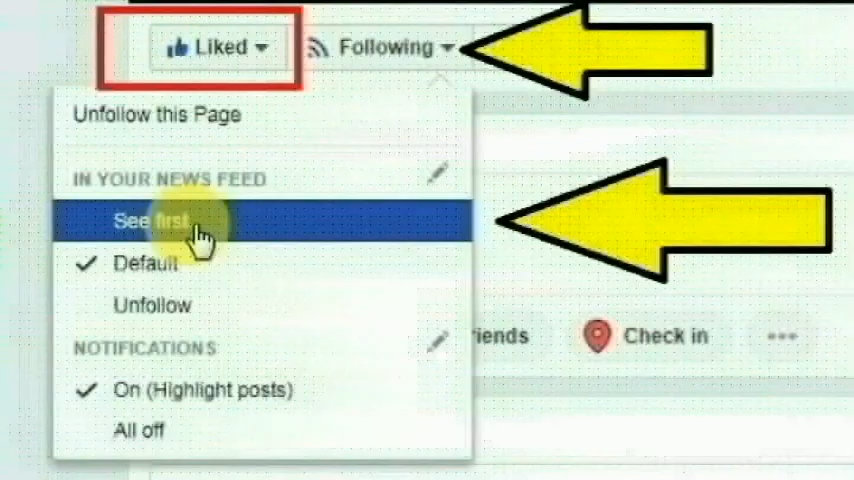 Liked Following
Unfollow this Page
IN YOUR NEWS FEED
See first
Default
Unfollow
riends Check in
NOTIFICATIONS
On (Highlight posts)
All off